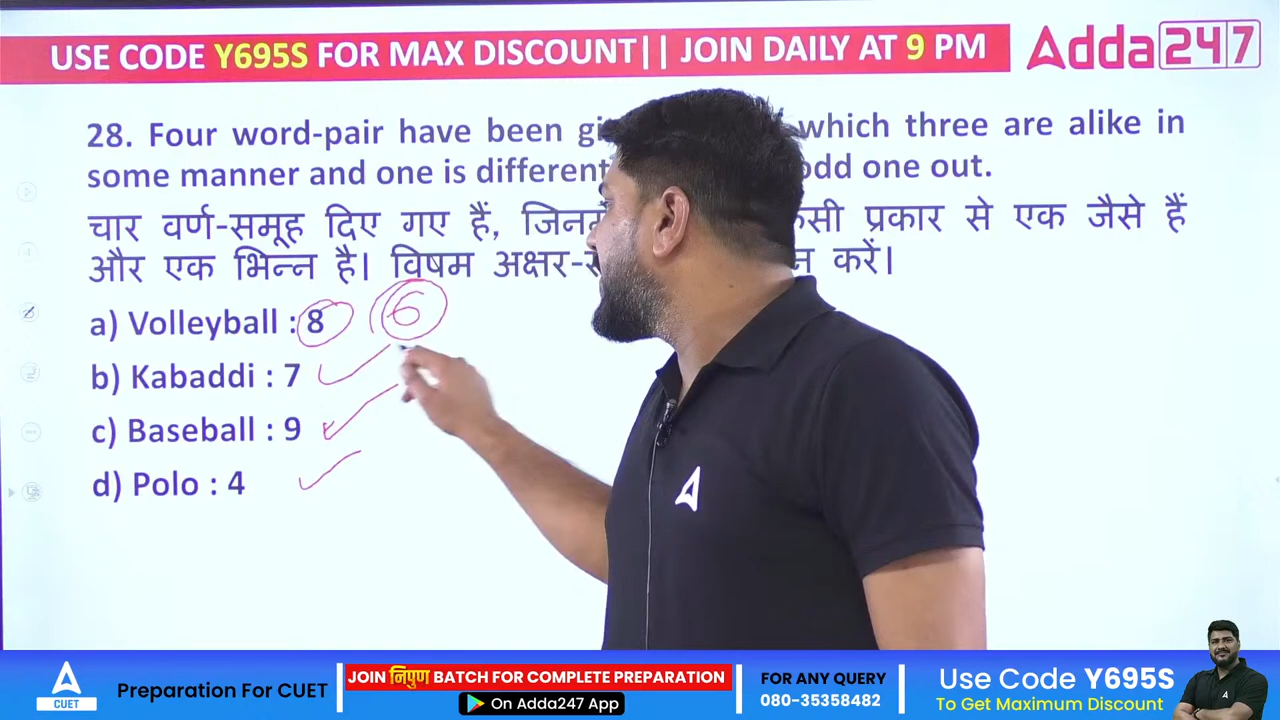 USE CODE Y695S FOR MAX DISCOUNT|| JOIN DAILY AT 9 PM
Adda247
28. Four word-pair have been gi which three are alike in
some manner and one is different odd one out.
चार वर्ण-समूह दिए गए हैं, प्रकार से एक जैसे हैं
और एक भिन्न है। विषम करें।
a) Volleyball : 8 6
b) Kabaddi : 7
c) Baseball : 9
d) Polo : 4
CUET
Preparation For CUET
JOIN निपुण BATCH FOR COMPLETE PREPARATION
On Adda247 App
FOR ANY QUERY
080-35358482
Use Code Y695S
To Get Maximum Discount